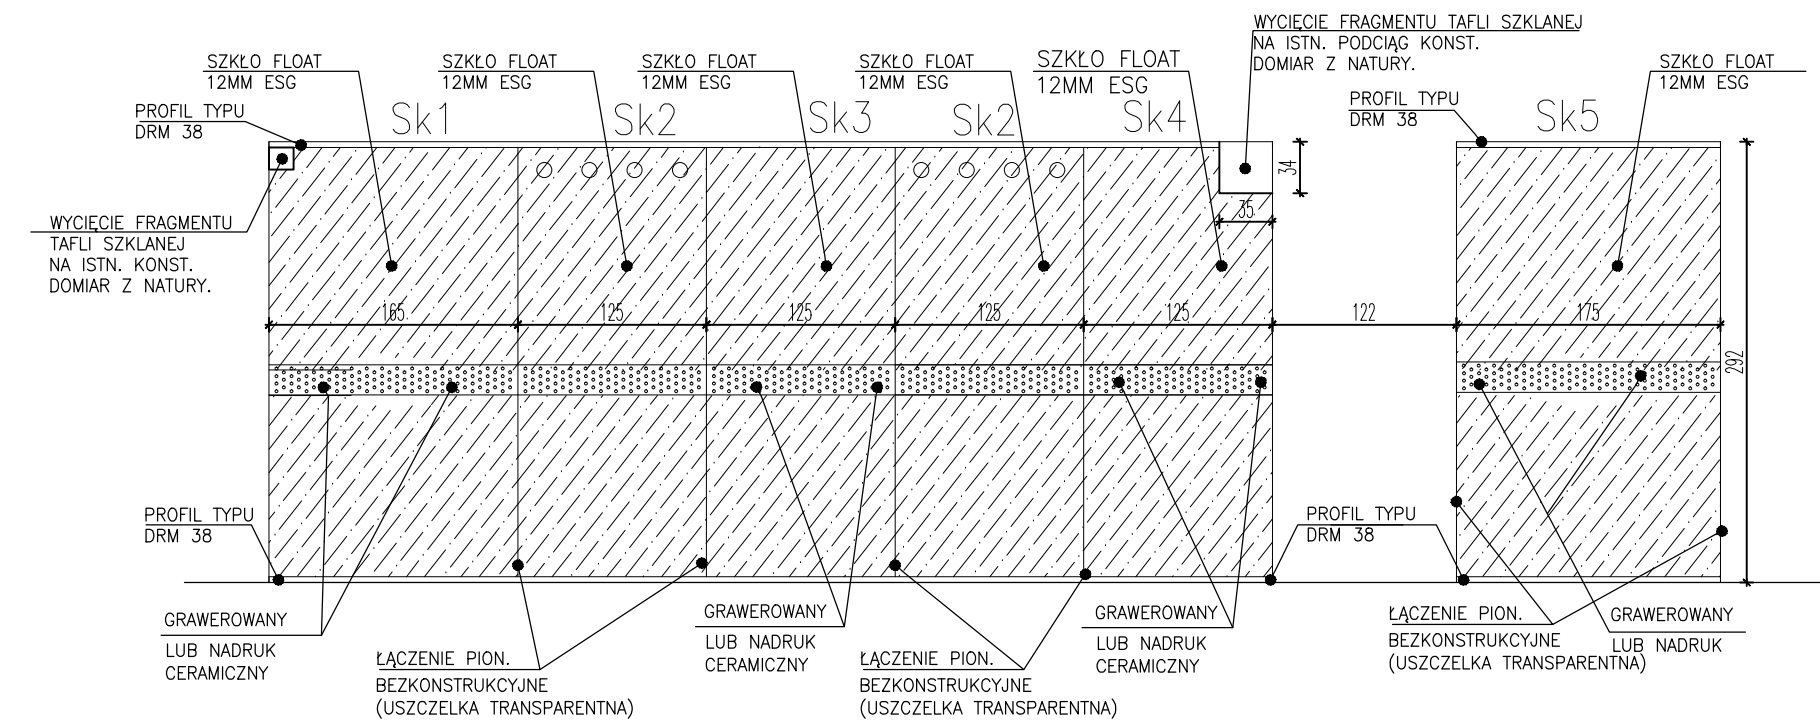 WYCIĘCIE FRAGMENTU TAFLI SZKLANEJ
NA ISTN. PODCIĄG KONST.
DOMIAR Z NATURY.
SZKŁO FLOAT
12MM ESG
SZKŁO FLOAT
12MM ESG
SZKŁO FLOAT
12MM ESG
SZKŁO FLOAT
12MM ESG
SZKŁO FLOAT
12MM ESG
SZKŁO FLOAT
12MM ESG
PROFIL TYPU
DRM 38
Sk1
Sk2
Sk3
Sk2
Sk4
PROFIL TYPU
DRM 38
Sk5
34
35
WYCIĘCIE FRAGMENTU
TAFLI SZKLANEJ
NA ISTN. KONST.
DOMIAR Z NATURY.
165
125
125
125
125
122
175
292
PROFIL TYPU
DRM 38
PROFIL TYPU
DRM 38
GRAWEROWANY
LUB NADRUK
CERAMICZNY
ŁĄCZENIE PION.
BEZKONSTRUKCYJNE
(USZCZELKA TRANSPARENTNA)
GRAWEROWANY
LUB NADRUK
CERAMICZNY
ŁĄCZENIE PION.
BEZKONSTRUKCYJNE
(USZCZELKA TRANSPARENTNA)
GRAWEROWANY
LUB NADRUK
CERAMICZNY
ŁĄCZENIE PION.
BEZKONSTRUKCYJNE
(USZCZELKA TRANSPARENTNA)
GRAWEROWANY
LUB NADRUK